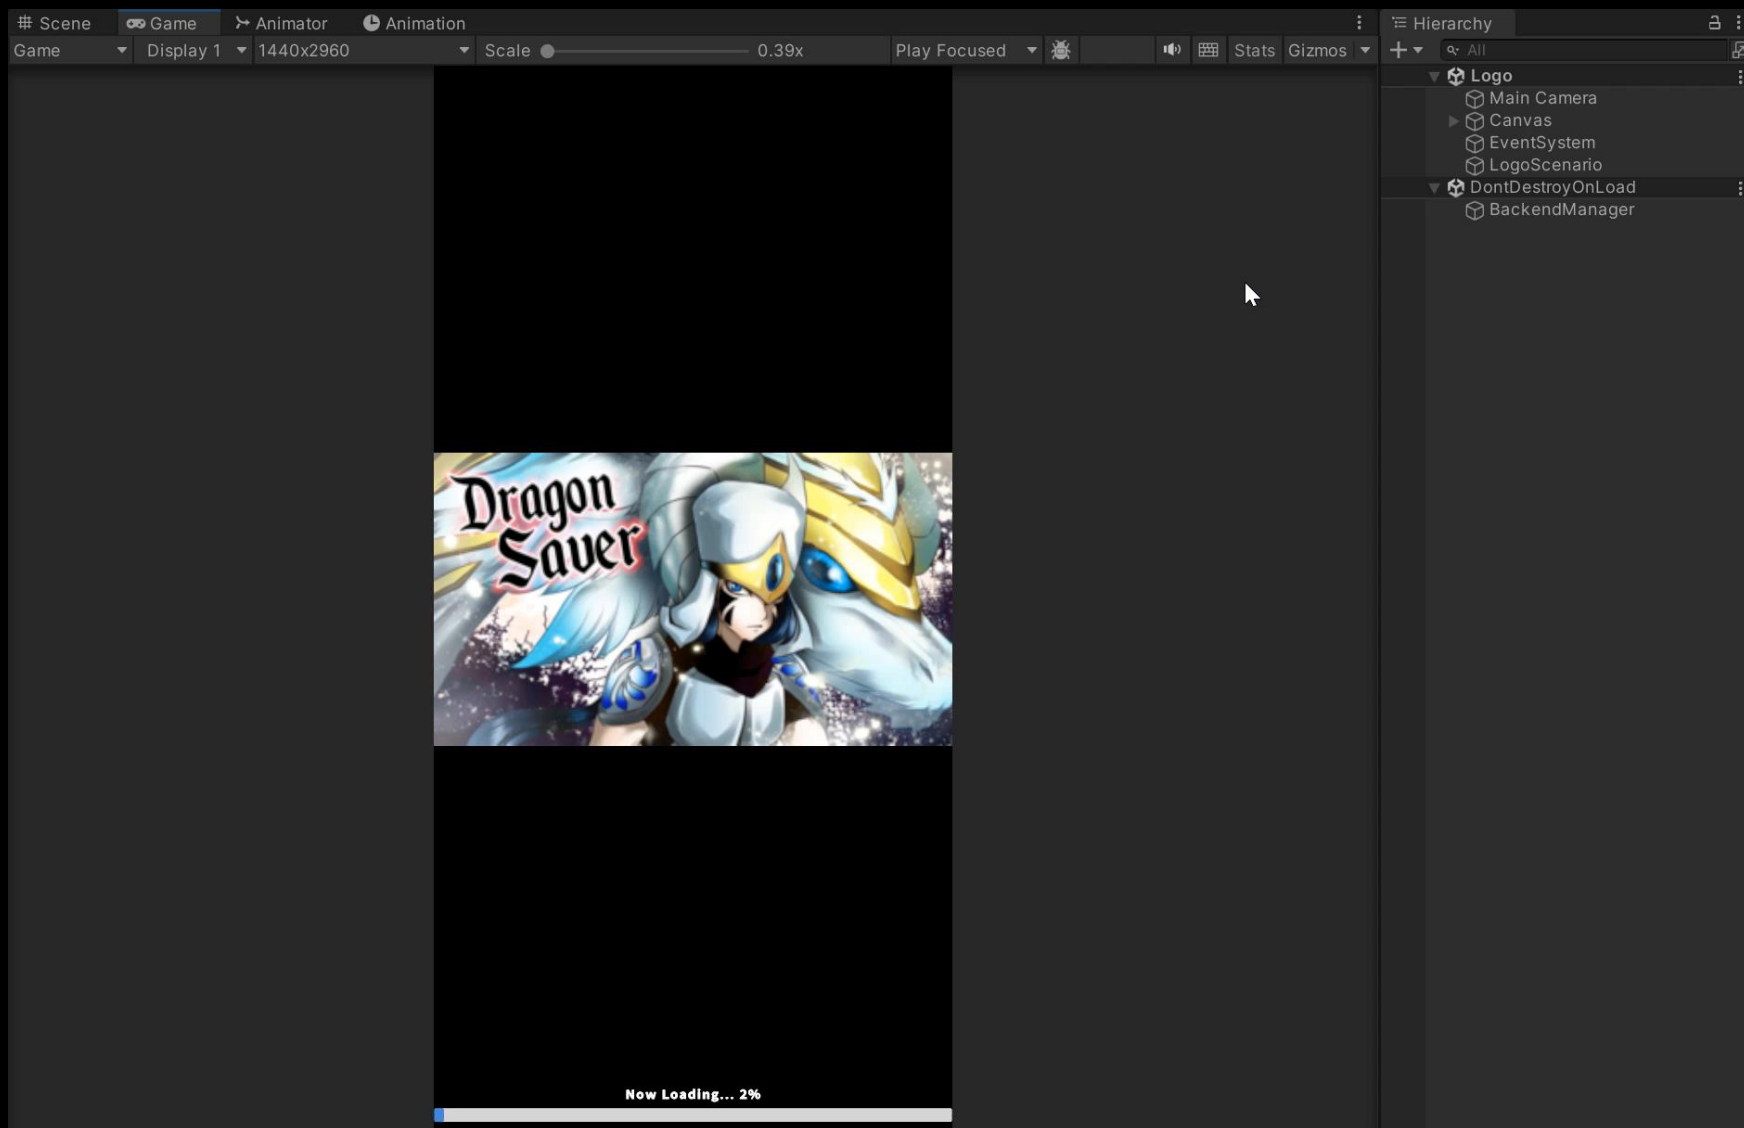 Scene Game Animator Animation
Game Display 1 1440x2960 Scale 0.39x Play Focused Stats Gizmos
Hierarchy
All
Logo
Main Camera
Canvas
EventSystem
LogoScenario
DontDestroyOnLoad
BackendManager
Dragon
Saver
Now Loading... 2%